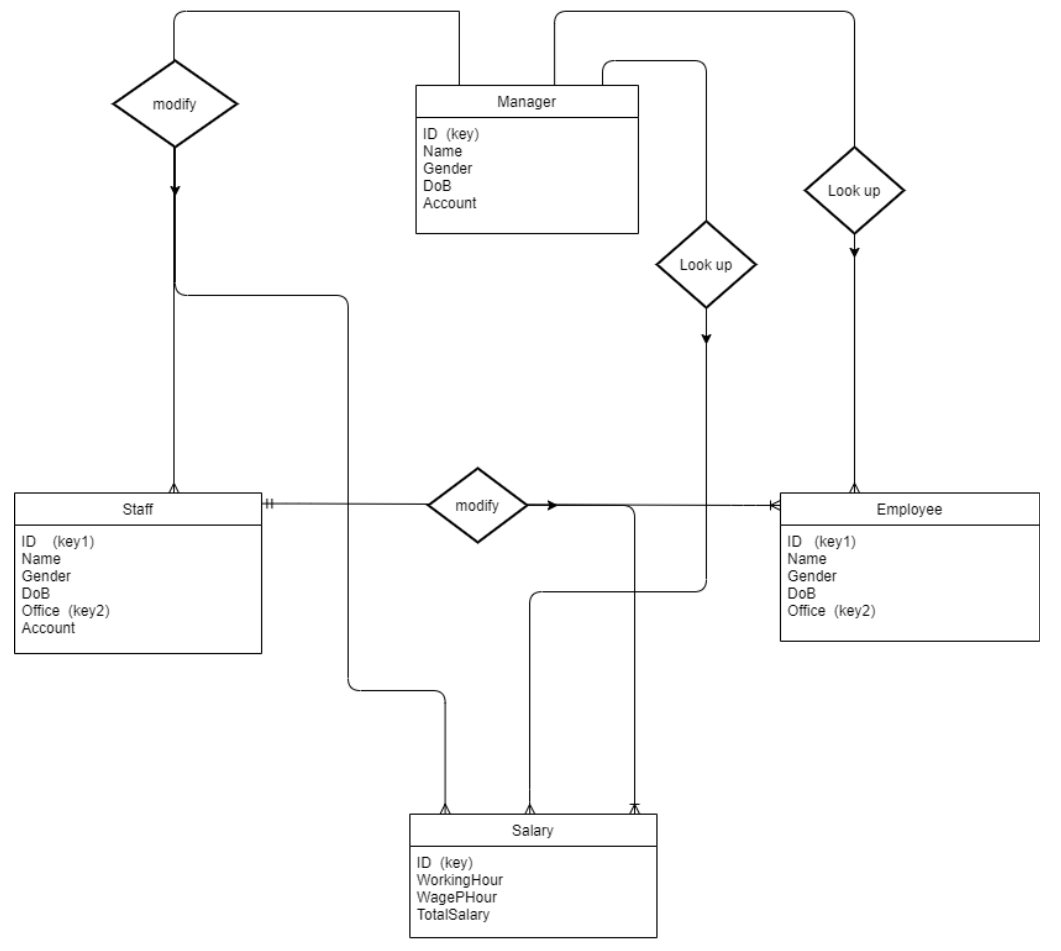 modify
Manager
ID (key)
Name
Gender
DoB
Account
Look up
Look up
Staff
ID (key1)
Name
Gender
DoB
Office (key2)
Account
modify
Employee
ID (key1)
Name
Gender
DoB
Office (key2)
Salary
ID (key)
WorkingHour
WagePHour
TotalSalary